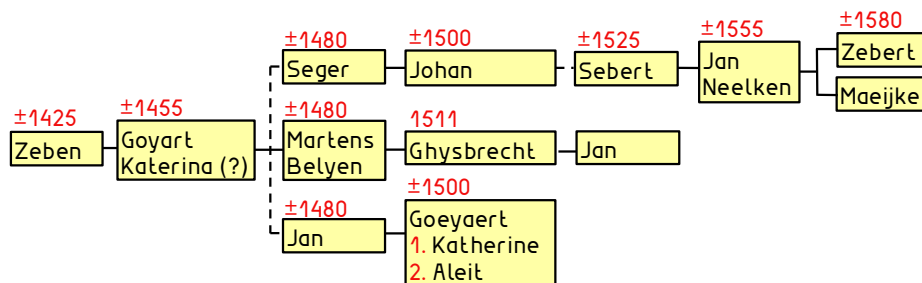 ±1425
Zeben
±1455
Goyart
Katerina (?)
±1480
Seger
±1500
Johan
±1525
Sebert
±1555
Jan
Neelken
±1580
Zebert
Maeijke
±1480
Martens
Belyen
1511
Ghysbrecht
Jan
±1480
Jan
±1500
Goeyaert
1. Katherine
2. Aleit